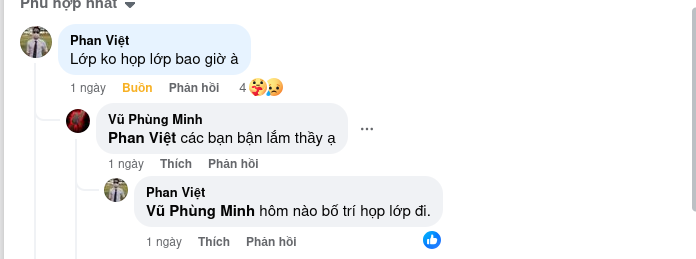 Phù hợp nhất
Phan Việt
Lớp ko họp lớp bao giờ à
1 ngày Buồn Phản hồi 4
Vũ Phùng Minh
Phan Việt các bạn bận lắm thầy ạ
1 ngày Thích Phản hồi
Phan Việt
Vũ Phùng Minh hôm nào bố trí họp lớp đi.
1 ngày Thích Phản hồi